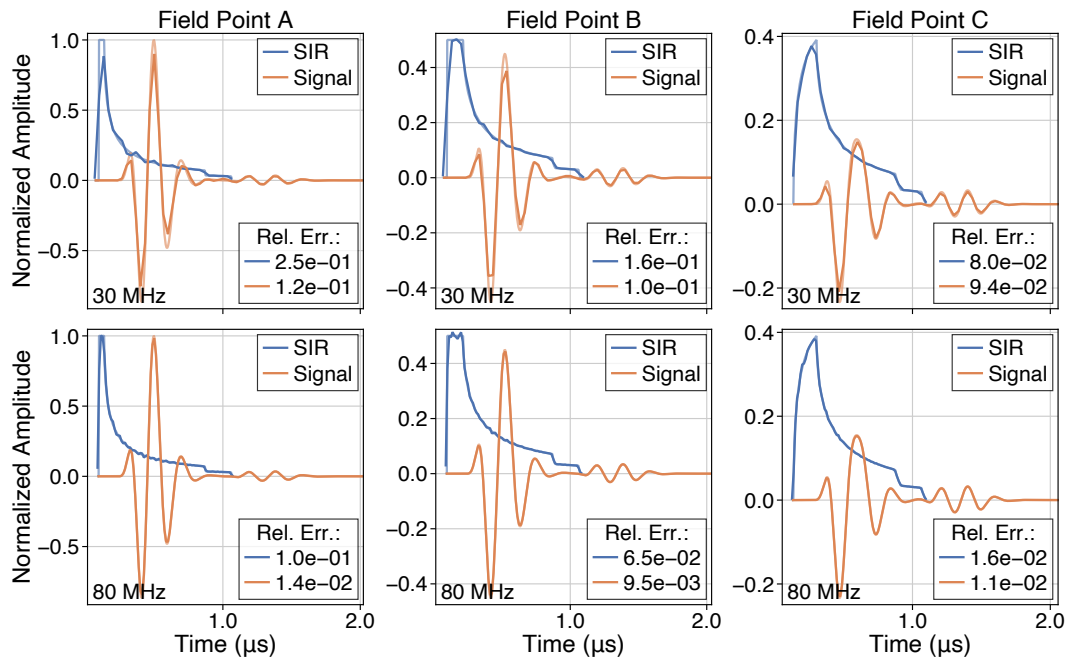 Field Point A
Field Point B
Field Point C
Normalized Amplitude
1.0
0.5
0.0
−0.5
SIR
Signal
Rel. Err.:
2.5e−01
1.2e−01
30 MHz
0.4
0.2
0.0
−0.2
−0.4
SIR
Signal
Rel. Err.:
1.6e−01
1.0e−01
30 MHz
0.4
0.2
0.0
−0.2
SIR
Signal
Rel. Err.:
8.0e−02
9.4e−02
30 MHz
Normalized Amplitude
1.0
0.5
0.0
−0.5
SIR
Signal
Rel. Err.:
1.0e−01
1.4e−02
80 MHz
1.0
2.0
Time (μs)
0.4
0.2
0.0
−0.2
−0.4
SIR
Signal
Rel. Err.:
6.5e−02
9.5e−03
80 MHz
1.0
2.0
Time (μs)
0.4
0.2
0.0
−0.2
SIR
Signal
Rel. Err.:
1.6e−02
1.1e−02
80 MHz
1.0
2.0
Time (μs)